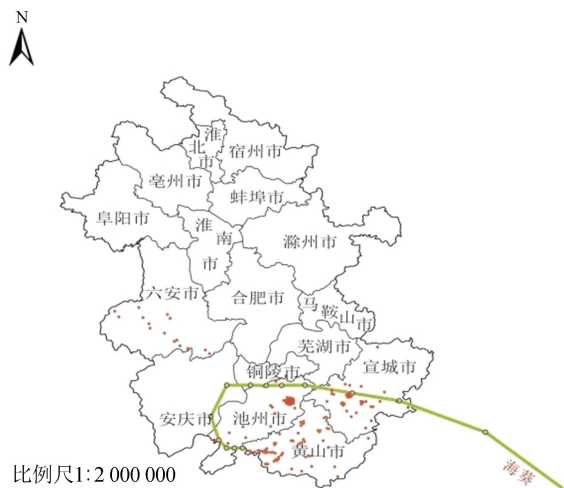 N
淮北市
宿州市
亳州市
蚌埠市
阜阳市
淮南市
滁州市
六安市
合肥市
马鞍山市
芜湖市
铜陵市
宣城市
安庆市
池州市
黄山市
海葵
比例尺1:2 000 000